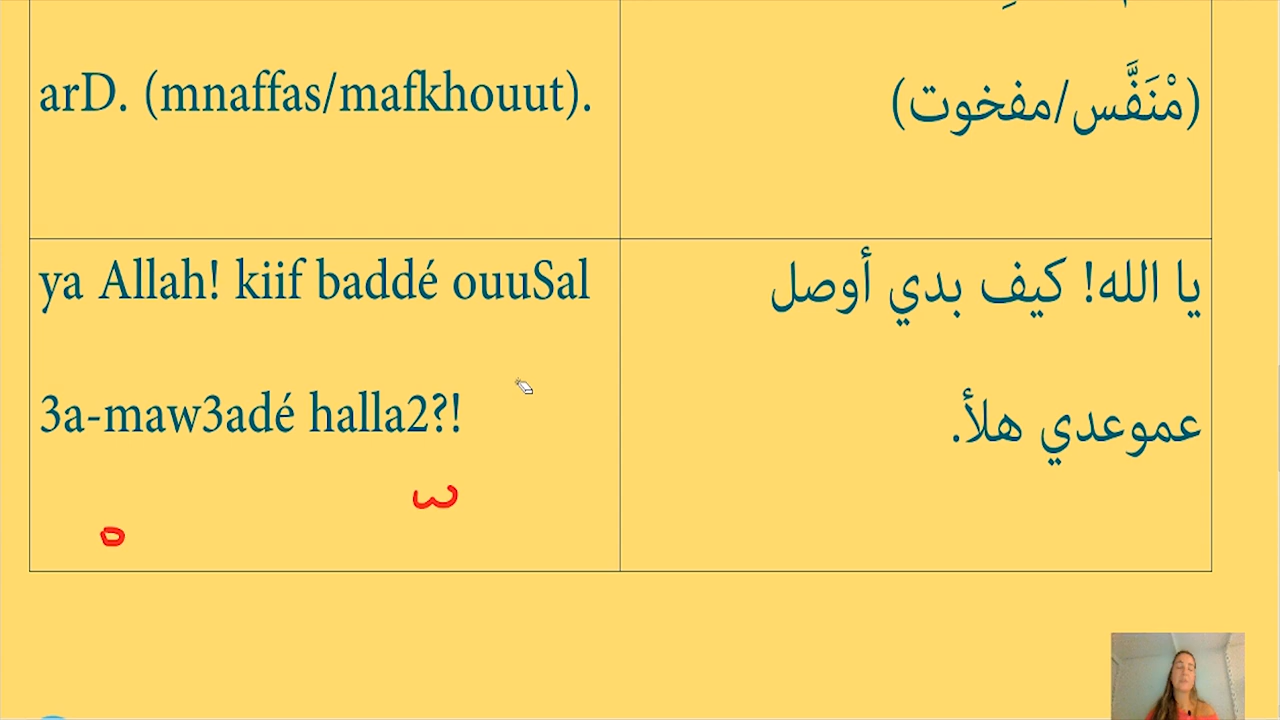 arD. (mnaffas/mafkhouut).
(مْنَفَّس/مفخوت)
ya Allah! kiif baddé ouuSal
3a-maw3adé halla2?!
يا الله! كيف بدي أوصل
عموعدي هلأ.